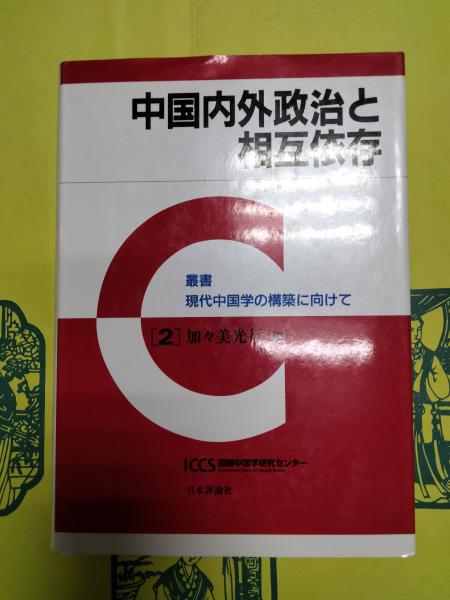 中国内外政治と
相互依存
叢書
現代中国学の構築に向けて
[2] 加々美光行
ICCS 国際中国学研究センター
日本評論社